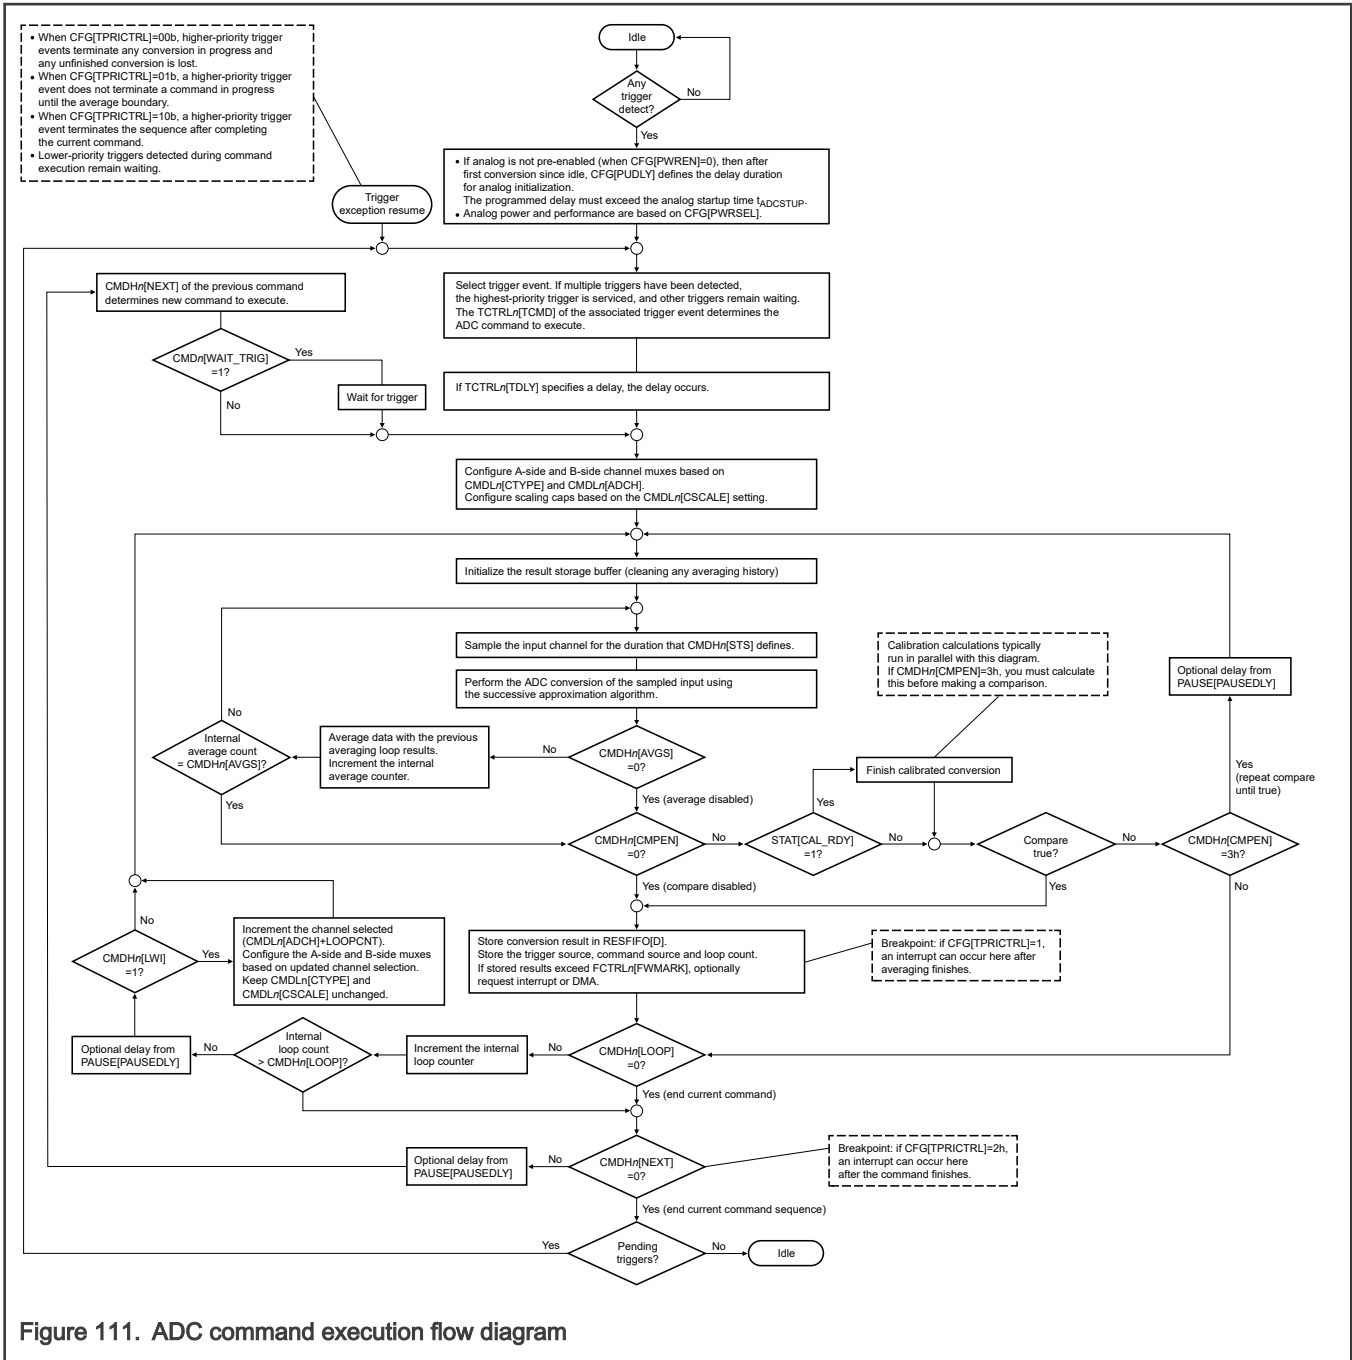 • When CFG[TPRICTRL]=00b, higher-priority trigger
events terminate any conversion in progress and
any unfinished conversion is lost.
• When CFG[TPRICTRL]=01b, a higher-priority trigger
event does not terminate a command in progress
until the average boundary.
• When CFG[TPRICTRL]=10b, a higher-priority trigger
event terminates the sequence after completing
the current command.
• Lower-priority triggers detected during command
execution remain waiting.
Idle
Any
trigger
detect?
No
Yes
• If analog is not pre-enabled (when CFG[PWREN]=0), then after
first conversion since idle, CFG[PUDLY] defines the delay duration
for analog initialization.
The programmed delay must exceed the analog startup time tADCSTUP.
• Analog power and performance are based on CFG[PWRSEL].
Trigger
exception resume
CMDHn[NEXT] of the previous command
determines new command to execute.
Select trigger event. If multiple triggers have been detected,
the highest-priority trigger is serviced, and other triggers remain waiting.
The TCTRLn[TCMD] of the associated trigger event determines the
ADC command to execute.
CMDn[WAIT_TRIG]
=1?
Yes
No
Wait for trigger
If TCTRLn[TDLY] specifies a delay, the delay occurs.
Configure A-side and B-side channel muxes based on
CMDLn[CTYPE] and CMDLn[ADCH].
Configure scaling caps based on the CMDLn[CSCALE] setting.
Initialize the result storage buffer (cleaning any averaging history)
Sample the input channel for the duration that CMDHn[STS] defines.
Perform the ADC conversion of the sampled input using
the successive approximation algorithm.
Calibration calculations typically
run in parallel with this diagram.
If CMDHn[CMPEN]=3h, you must calculate
this before making a comparison.
Optional delay from
PAUSE[PAUSEDLY]
No
Internal
average count
= CMDHn[AVGS]?
Yes
Average data with the previous
averaging loop results.
Increment the internal
average counter.
No
CMDHn[AVGS]
=0?
Yes (average disabled)
Finish calibrated conversion
Yes
(repeat compare
until true)
CMDHn[CMPEN]
=0?
No
Yes
STAT[CAL_RDY]
=1?
No
Compare
true?
No
CMDHn[CMPEN]
=3h?
Yes (compare disabled)
Yes
No
No
CMDHn[LWI]
=1?
Yes
Increment the channel selected
(CMDLn[ADCH]+LOOPCNT).
Configure the A-side and B-side muxes
based on updated channel selection.
Keep CMDLn[CTYPE] and
CMDLn[CSCALE] unchanged.
Store conversion result in RESFIFO[D].
Store the trigger source, command source and loop count.
If stored results exceed FCTRLn[FWMARK], optionally
request interrupt or DMA.
Breakpoint: if CFG[TPRICTRL]=1,
an interrupt can occur here after
averaging finishes.
Optional delay from
PAUSE[PAUSEDLY]
No
Internal
loop count
> CMDHn[LOOP]?
Increment the internal
loop counter
No
CMDHn[LOOP]
=0?
Yes (end current command)
Optional delay from
PAUSE[PAUSEDLY]
No
CMDHn[NEXT]
=0?
Breakpoint: if CFG[TPRICTRL]=2h,
an interrupt can occur here
after the command finishes.
Yes (end current command sequence)
Yes
Pending
triggers?
No
Idle
Figure 111. ADC command execution flow diagram